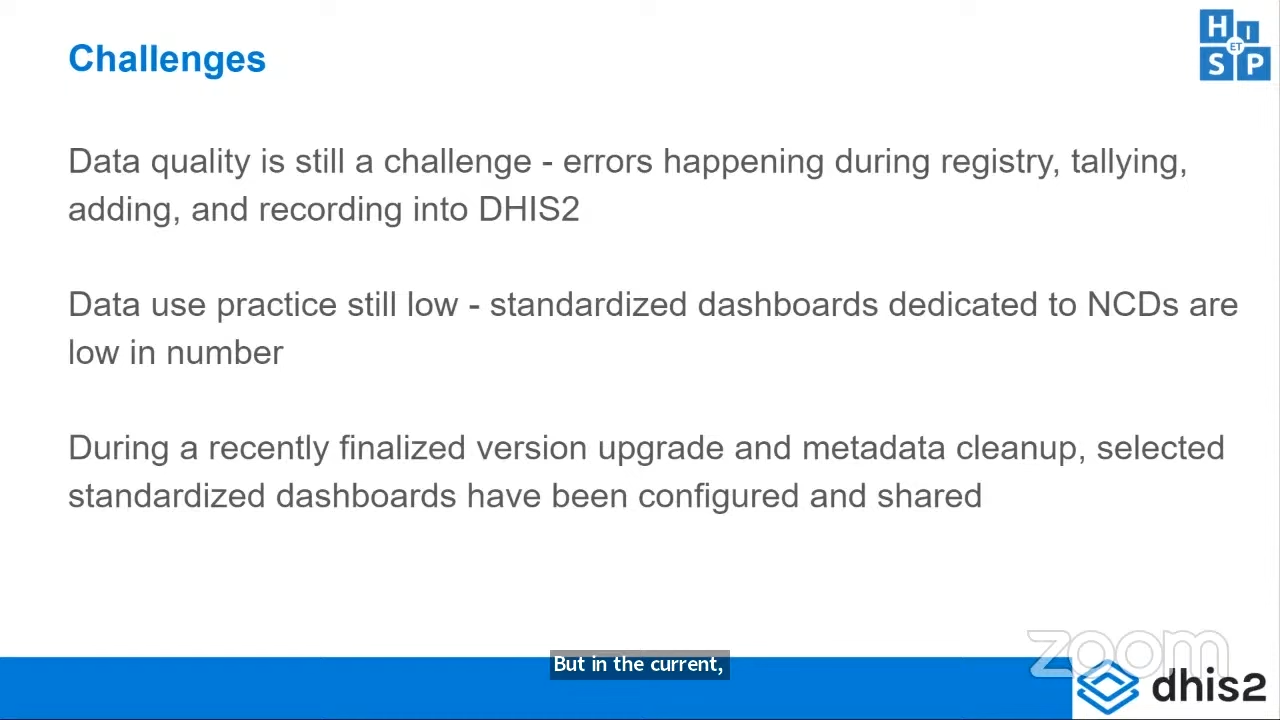 Challenges
H I
ET
S P
Data quality is still a challenge - errors happening during registry, tallying,
adding, and recording into DHIS2
Data use practice still low - standardized dashboards dedicated to NCDs are
low in number
During a recently finalized version upgrade and metadata cleanup, selected
standardized dashboards have been configured and shared
zoom
But in the current,
dhis2